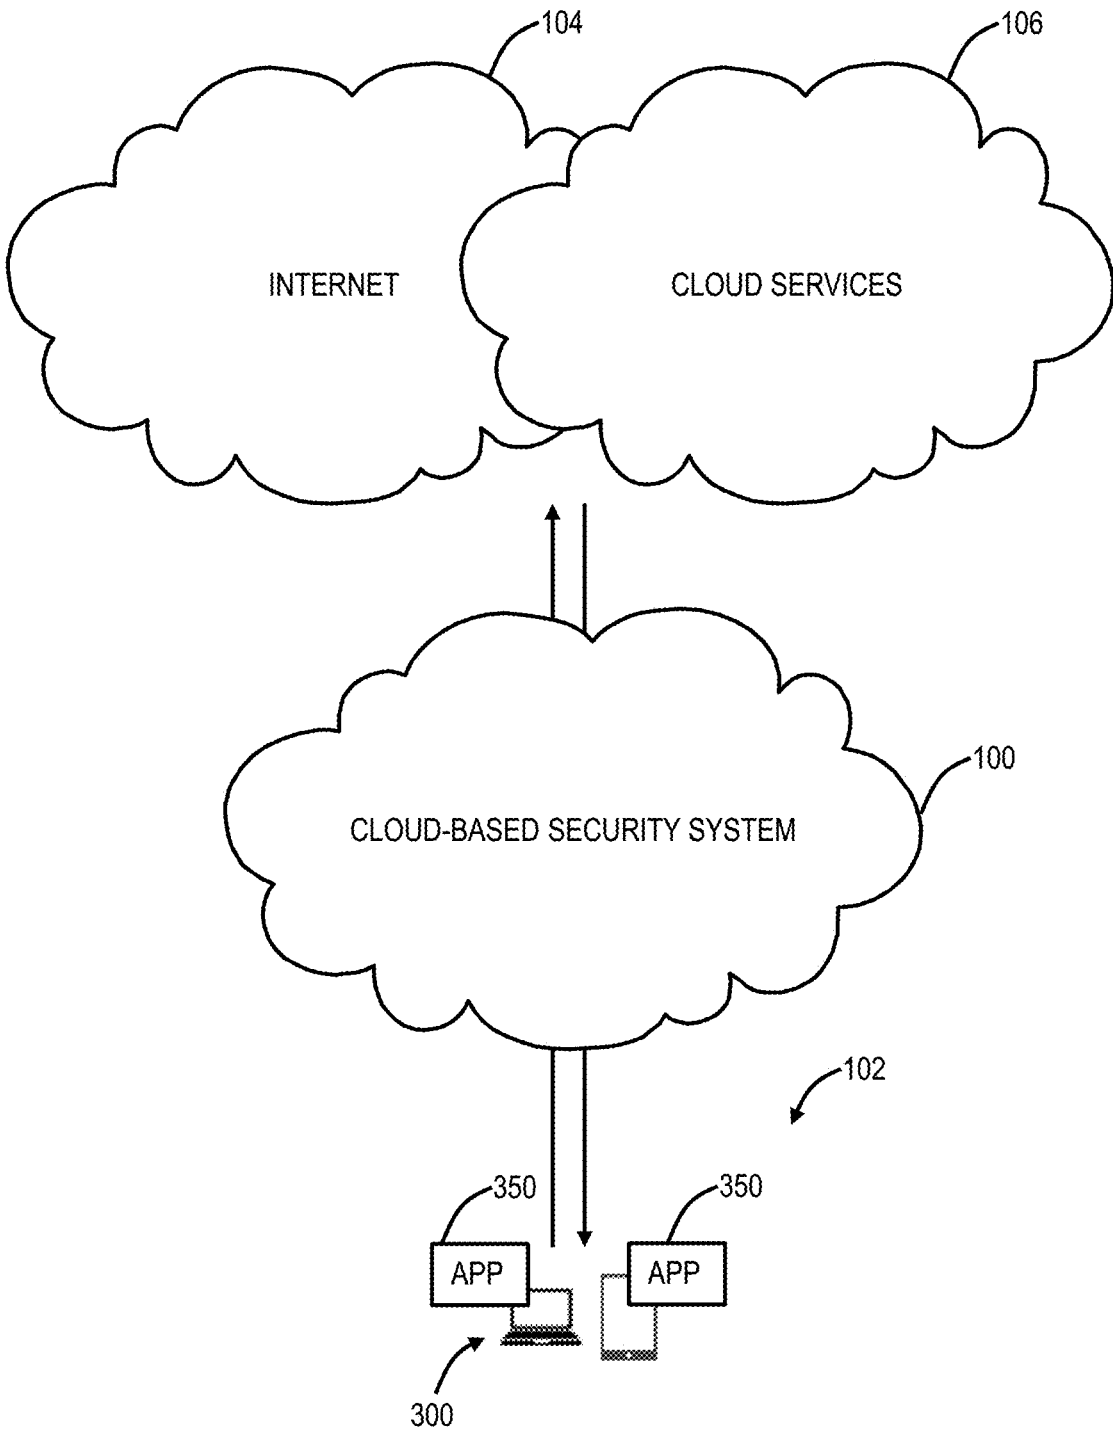 104
106
INTERNET
CLOUD SERVICES
100
CLOUD-BASED SECURITY SYSTEM
102
350
350
APP
APP
300